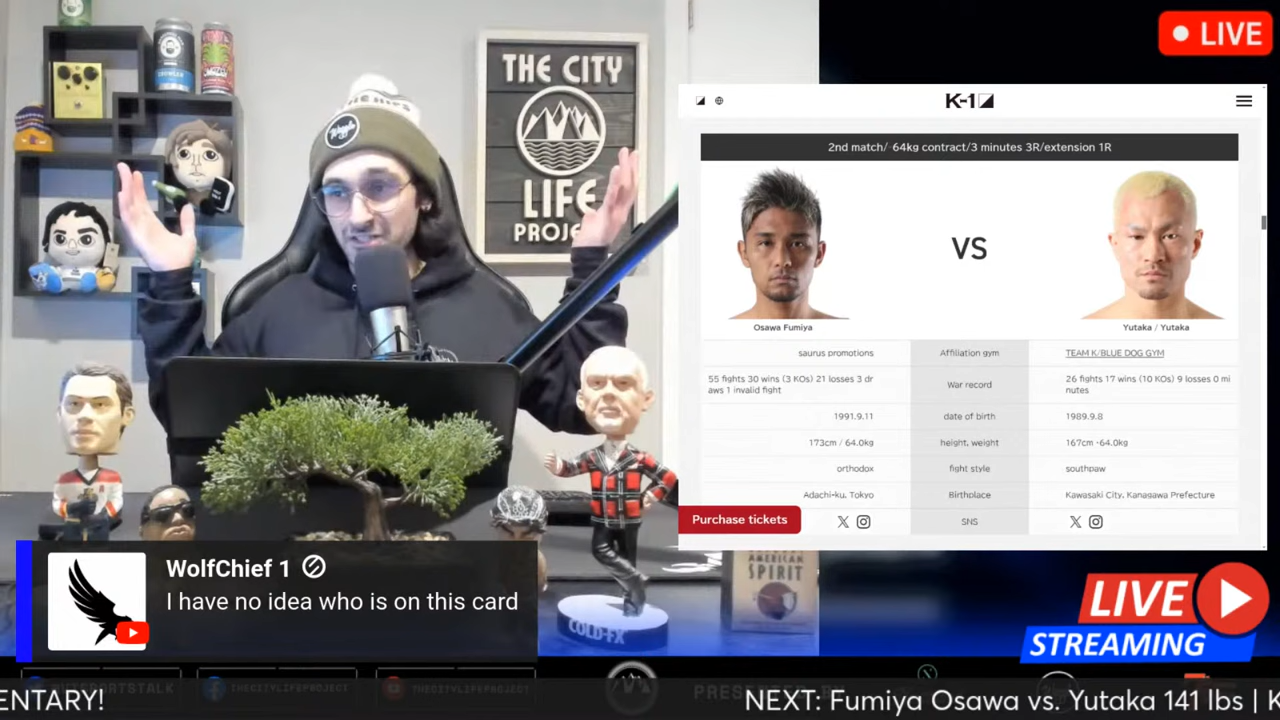 LIVE
THE CITY
LIFE
K-1
2nd match/ 64kg contract/3 minutes 3R/extension 1R
VS
Osawa Fumiya
Yutaka / Yutaka
saurus promotions
Affiliation gym
TEAM K/BLUE DOG GYM
55 fights 30 wins (3 KOs) 21 losses 3 dr
aws 1 invalid fight
War record
26 fights 17 wins (10 KOs) 9 losses 0 mi
nutes
1991.9.11
date of birth
1989.9.8
173cm / 64.0kg
height, weight
167cm -64.0kg
orthodox
fight style
southpaw
Adachi-ku, Tokyo
Birthplace
Kawasaki City, Kanagawa Prefecture
SNS
Purchase tickets
AMERICAN
SPIRIT
COLD-FX
WolfChief 1
I have no idea who is on this card
LIVE
STREAMING
THECITYLIFEPROJECT
THECITYLIFEPROJECT
ENTARY!
NEXT: Fumiya Osawa vs. Yutaka 141 lbs | K